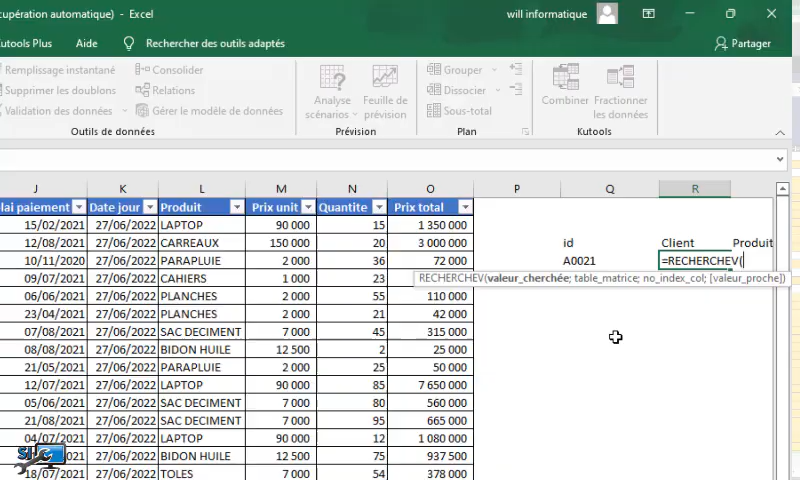 cupération automatique) - Excel
will informatique
Kutools Plus Aide Rechercher des outils adaptés Partager
Remplissage instantané
Supprimer les doublons
Validation des données
Consolider
Relations
Gérer le modèle de données
Outils de données
Analyse scénarios
Feuille de prévision
Prévision
Grouper
Dissocier
Sous-total
Plan
Combiner
Fractionner les données
Kutools
J K L M N O P Q R
lai paiement Date jour Produit Prix unit Quantite Prix total
15/02/2021 27/06/2022 LAPTOP 90 000 15 1 350 000
12/08/2021 27/06/2022 CARREAUX 150 000 20 3 000 000 id Client Produit
10/11/2020 27/06/2022 PARAPLUIE 2 000 36 72 000 A0021 =RECHERCHEV(
09/07/2021 27/06/2022 CAHIERS 1 000 23
RECHERCHEV(valeur_cherchée; table_matrice; no_index_col; [valeur_proche])
06/06/2021 27/06/2022 PLANCHES 2 000 55 110 000
23/04/2021 27/06/2022 PLANCHES 2 000 21 42 000
07/08/2021 27/06/2022 SAC DECIMENT 7 000 45 315 000
08/08/2021 27/06/2022 BIDON HUILE 12 500 2 25 000
21/05/2021 27/06/2022 PARAPLUIE 2 000 25 50 000
12/07/2021 27/06/2022 LAPTOP 90 000 85 7 650 000
05/06/2021 27/06/2022 SAC DECIMENT 7 000 80 560 000
21/08/2021 27/06/2022 SAC DECIMENT 7 000 95 665 000
04/07/2021 27/06/2022 LAPTOP 90 000 12 1 080 000
27/06/2022 BIDON HUILE 12 500 75 937 500
18/07/2021 27/06/2022 TOLES 7 000 54 378 000